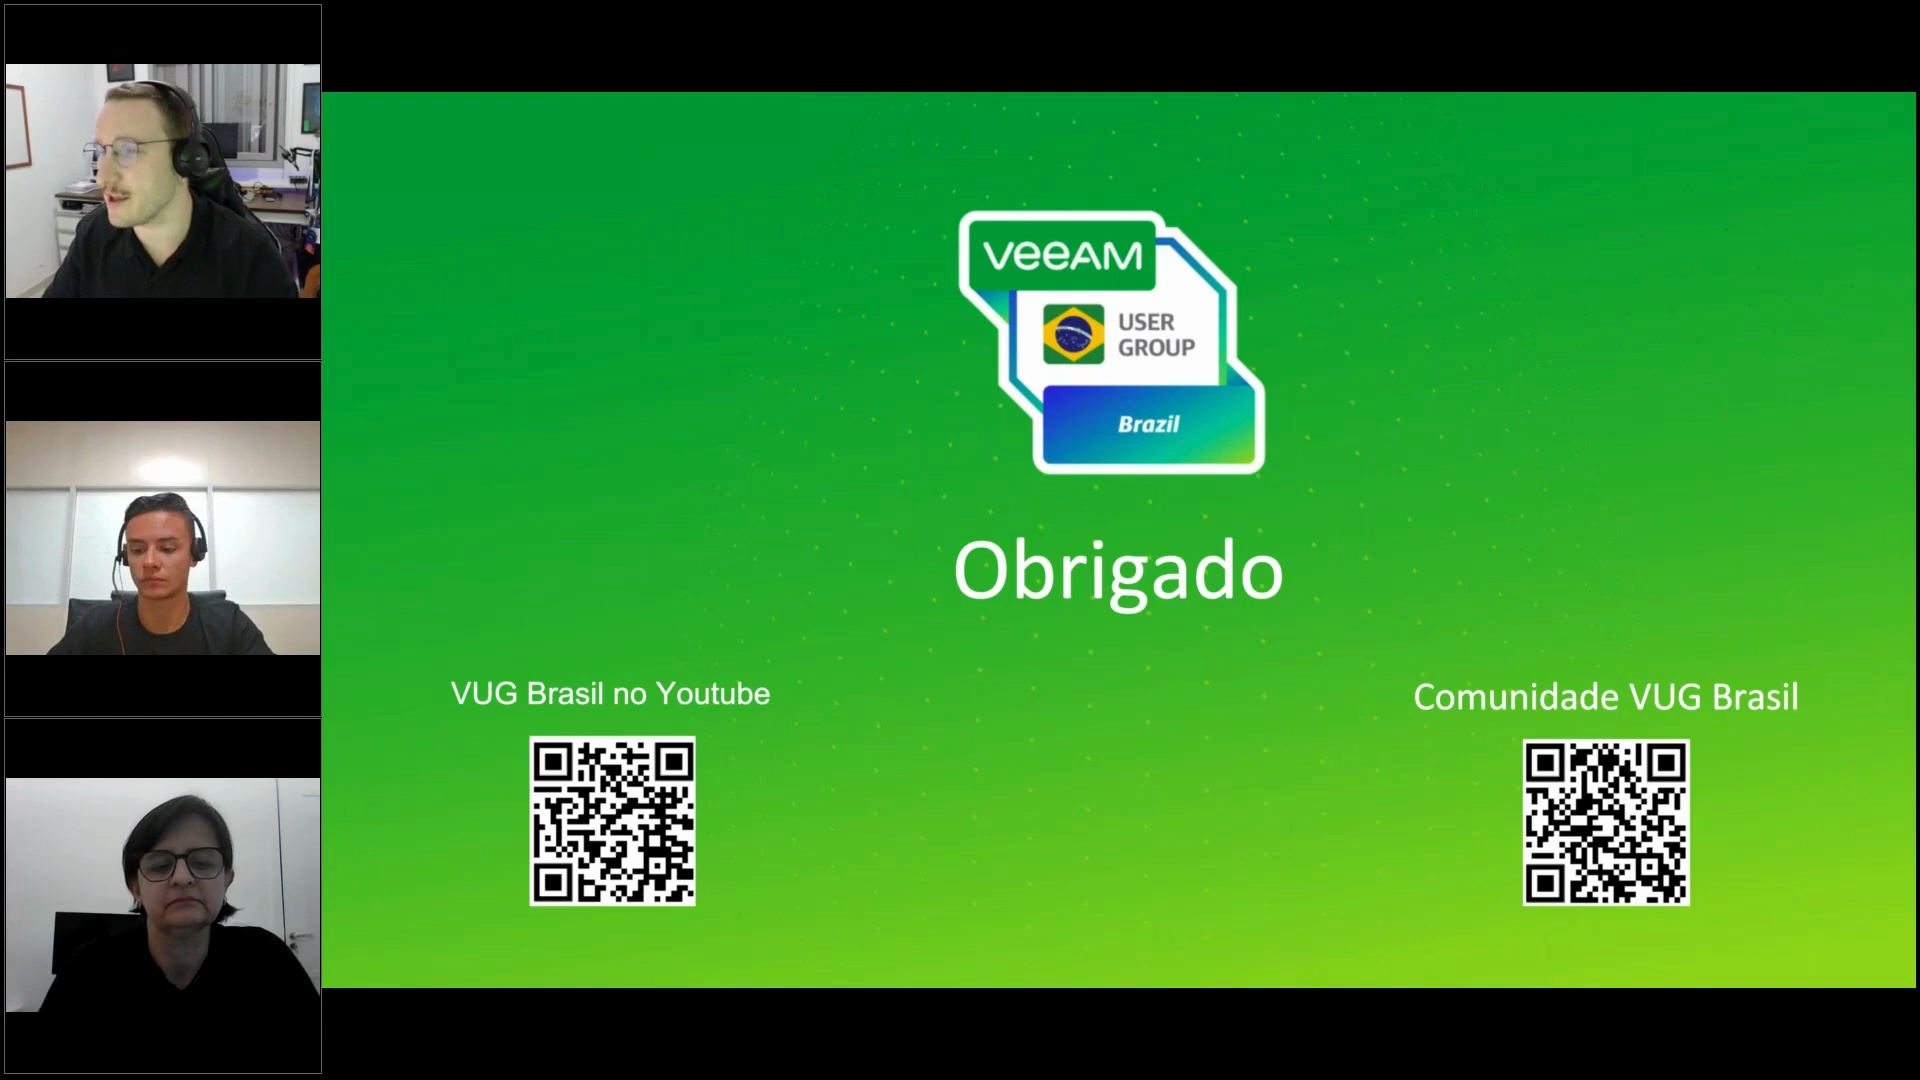 veeAM
USER
GROUP
Brazil
Obrigado
VUG Brasil no Youtube
Comunidade VUG Brasil